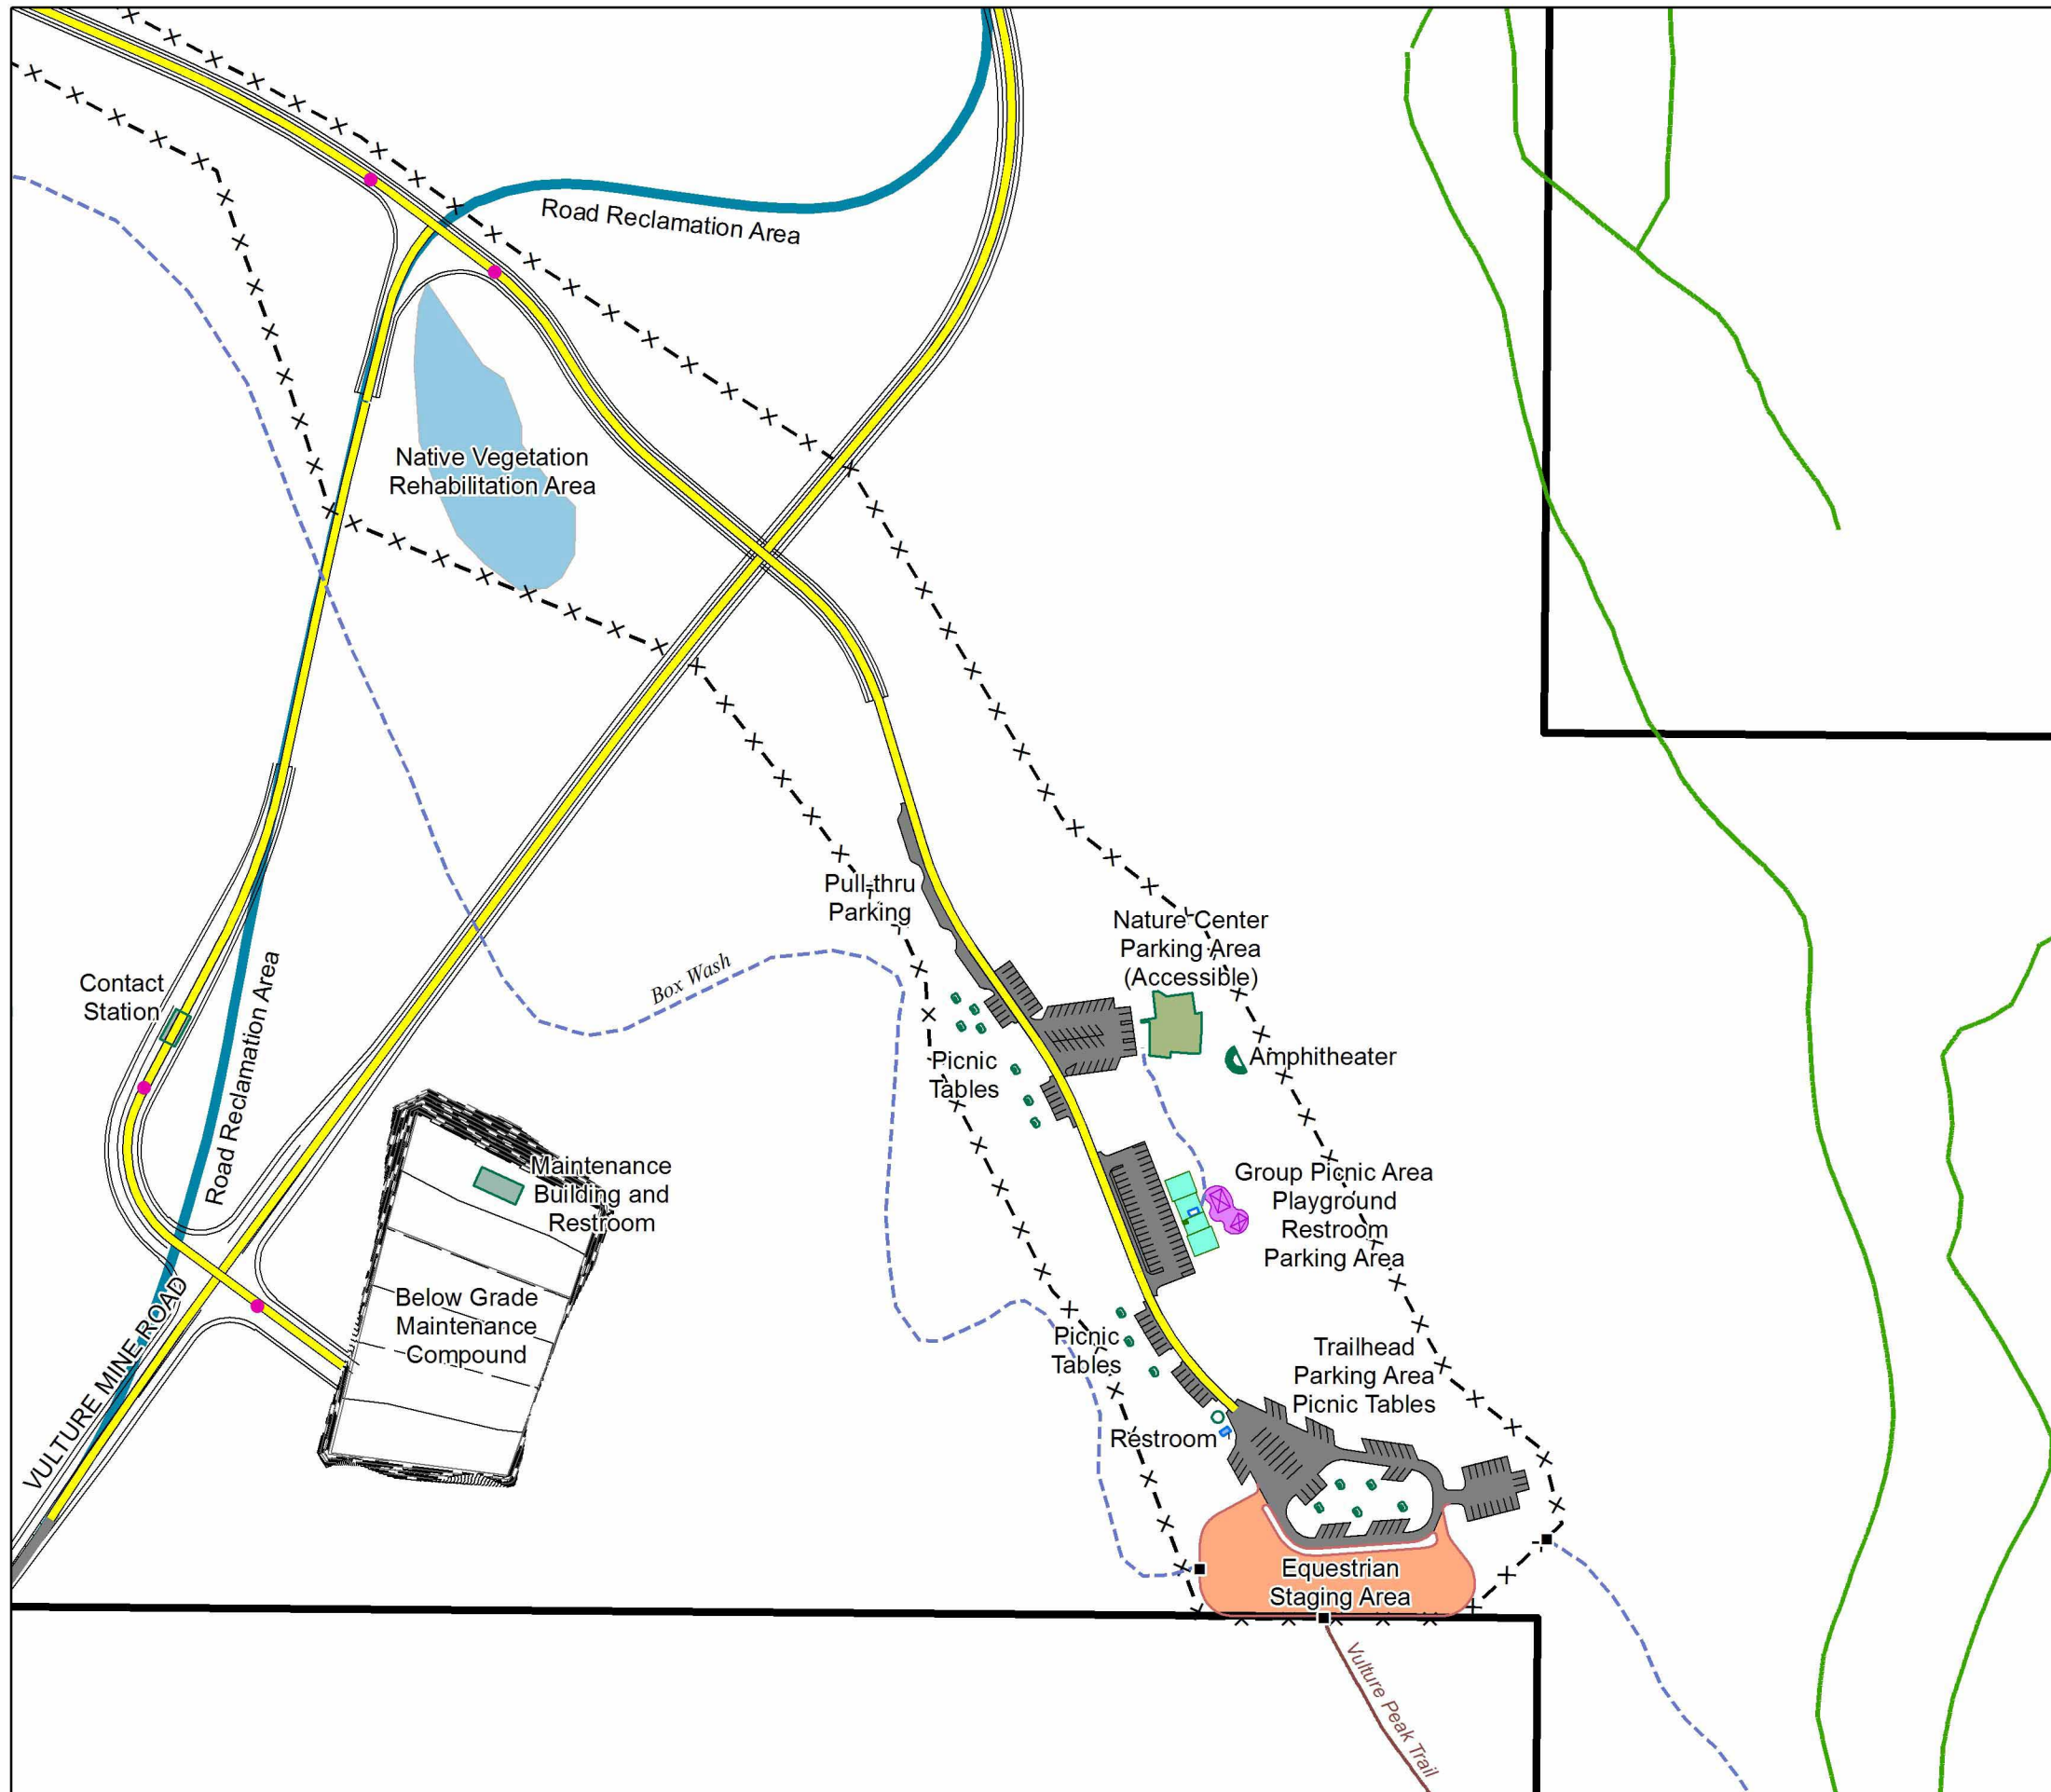 Road Reclamation Area
Native Vegetation
Rehabilitation Area
Pull-thru
Parking
Nature Center
Parking Area
(Accessible)
Box Wash
Contact
Station
Road Reclamation Area
Picnic
Tables
Amphitheater
Maintenance
Building and
Restroom
Group Picnic Area
Playground
Restroom
Parking Area
Below Grade
Maintenance
Compound
VULTURE MINE ROAD
Picnic
Tables
Trailhead
Parking Area
Picnic Tables
Restroom
Equestrian
Staging Area
Vulture Peak Trail